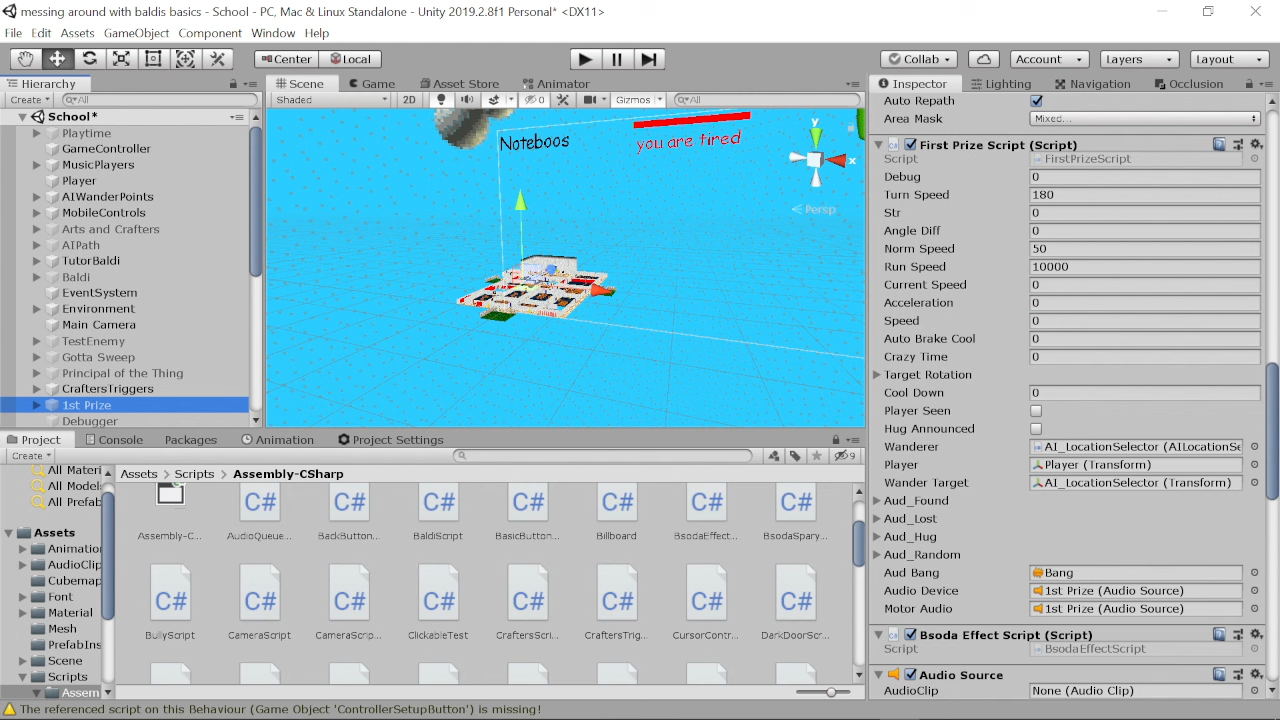 messing around with baldis basics - School - PC, Mac & Linux Standalone - Unity 2019.2.8f1 Personal* <DX11>
File Edit Assets GameObject Component Window Help
Center Local Collab Account Layers Layout
Hierarchy Scene Game Asset Store Animator Inspector Lighting Navigation Occlusion
Create All Shaded 2D 0 Gizmos All
Auto Repath
Area Mask Mixed...
School*
Playtime
GameController
MusicPlayers
Player
AIWanderPoints
MobileControls
Arts and Crafters
AIPath
TutorBaldi
Baldi
EventSystem
Environment
Main Camera
TestEnemy
Gotta Sweep
Principal of the Thing
CraftersTriggers
1st Prize
Debugger
Noteboos
you are tired
y
x
Persp
First Prize Script (Script)
Script FirstPrizeScript
Debug 0
Turn Speed 180
Str 0
Angle Diff 0
Norm Speed 50
Run Speed 10000
Current Speed 0
Acceleration 0
Speed 0
Auto Brake Cool 0
Crazy Time 0
Target Rotation
Cool Down 0
Player Seen
Hug Announced
Wanderer AI_LocationSelector (AILocationSe
Player Player (Transform)
Wander Target AI_LocationSelector (Transform)
Aud_Found
Aud_Lost
Aud_Hug
Aud_Random
Aud Bang Bang
Audio Device 1st Prize (Audio Source)
Motor Audio 1st Prize (Audio Source)
Bsoda Effect Script (Script)
Script BsodaEffectScript
Audio Source
AudioClip None (Audio Clip)
Project Console Packages Animation Project Settings
Create 9
All Materi
All Model
All Prefab
Assets
Animation
AudioClip
Cubemap
Font
Material
Mesh
PrefabIns
Scene
Scripts
Assem
Assets > Scripts > Assembly-CSharp
C# C# C# C# C# C# C#
Assembly-C... AudioQueue... BackButton... BaldiScript BasicButton... Billboard BsodaEffect... BsodaSpary...
C# C# C# C# C# C# C# C#
BullyScript CameraScript CameraScrip... ClickableTest CraftersScri... CraftersTrig... CursorContr... DarkDoorScr...
The referenced script on this Behaviour (Game Object 'ControllerSetupButton') is missing!